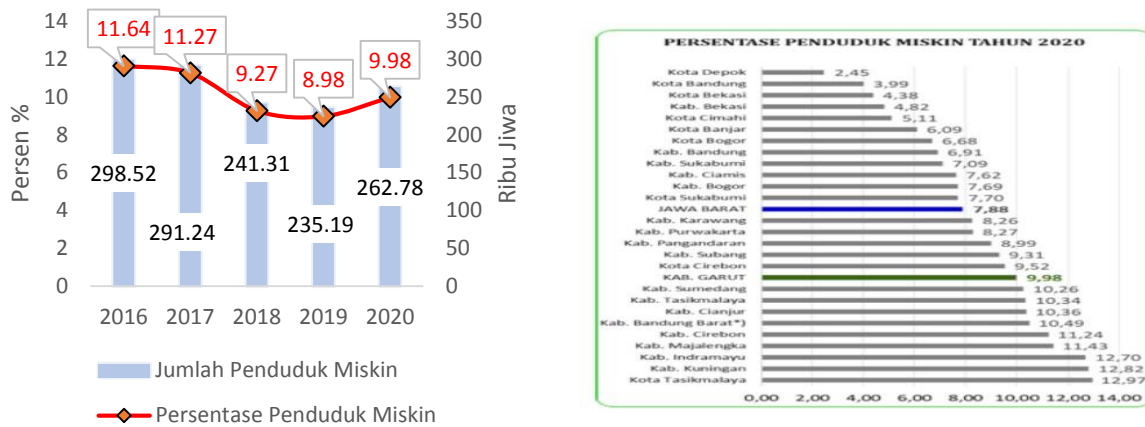 14
12
10
8
6
4
2
0
Persen %
350
300
250
200
150
100
50
0
Ribu Jiwa
11.64
11.27
9.27
8.98
9.98
298.52
291.24
241.31
235.19
262.78
2016 2017 2018 2019 2020
Jumlah Penduduk Miskin
Persentase Penduduk Miskin
PERSENTASE PENDUDUK MISKIN TAHUN 2020
Kota Depok 2,45
Kota Bandung 3,99
Kota Bekasi 4,38
Kab. Bekasi 4,82
Kota Cimahi 5,11
Kota Banjar 6,09
Kota Bogor 6,68
Kab. Bandung 6,91
Kab. Sukabumi 7,09
Kab. Ciamis 7,62
Kab. Bogor 7,69
Kota Sukabumi 7,70
JAWA BARAT 7,88
Kab. Karawang 8,26
Kab. Purwakarta 8,27
Kab. Pangandaran 8,99
Kab. Subang 9,31
Kota Cirebon 9,52
KAB. GARUT 9,98
Kab. Sumedang 10,26
Kab. Tasikmalaya 10,34
Kab. Cianjur 10,36
Kab. Bandung Barat*) 10,49
Kab. Cirebon 11,24
Kab. Majalengka 11,43
Kab. Indramayu 12,70
Kab. Kuningan 12,82
Kota Tasikmalaya 12,97
0,00 2,00 4,00 6,00 8,00 10,00 12,00 14,00